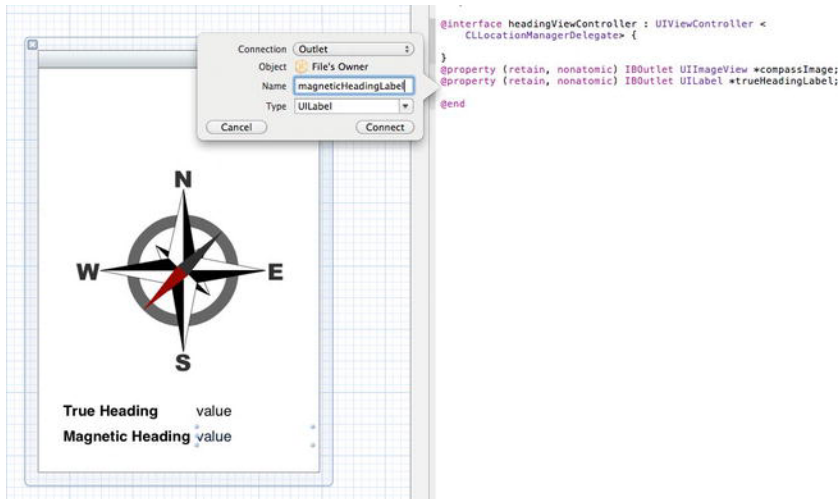 Connection Outlet
Object File's Owner
Name magneticHeadingLabel
Type UILabel
Cancel Connect
N
W E
S
True Heading value
Magnetic Heading value
@interface headingViewController : UIViewController <
CLLocationManagerDelegate> {
}
@property (retain, nonatomic) IBOutlet UIImageView *compassImage;
@property (retain, nonatomic) IBOutlet UILabel *trueHeadingLabel;
@end